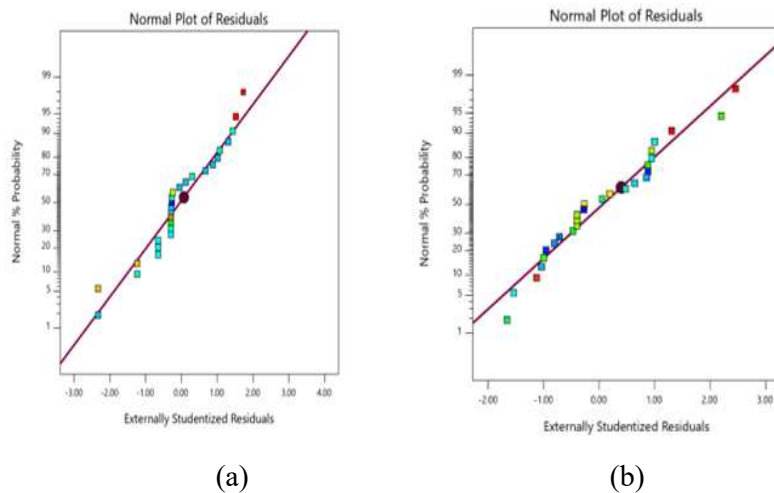 Normal Plot of Residuals
Normal % Probability
99
95
90
80
70
50
30
20
10
5
1
-3.00 -2.00 -1.00 0.00 1.00 2.00 3.00 4.00
Externally Studentized Residuals
(a)
Normal Plot of Residuals
Normal % Probability
99
95
90
80
70
50
30
20
10
5
1
-2.00 -1.00 0.00 1.00 2.00 3.00
Externally Studentized Residuals
(b)